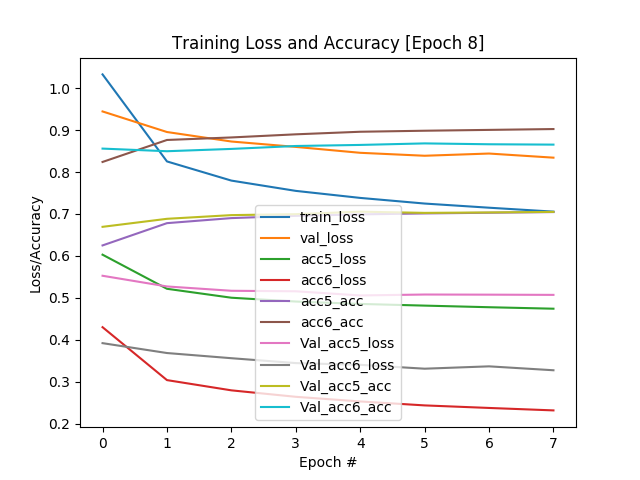 Training Loss and Accuracy [Epoch 8]
Loss/Accuracy
1.0
0.9
0.8
0.7
0.6
0.5
0.4
0.3
0.2
train_loss
val_loss
acc5_loss
acc6_loss
acc5_acc
acc6_acc
Val_acc5_loss
Val_acc6_loss
Val_acc5_acc
Val_acc6_acc
0 1 2 3 4 5 6 7
Epoch #